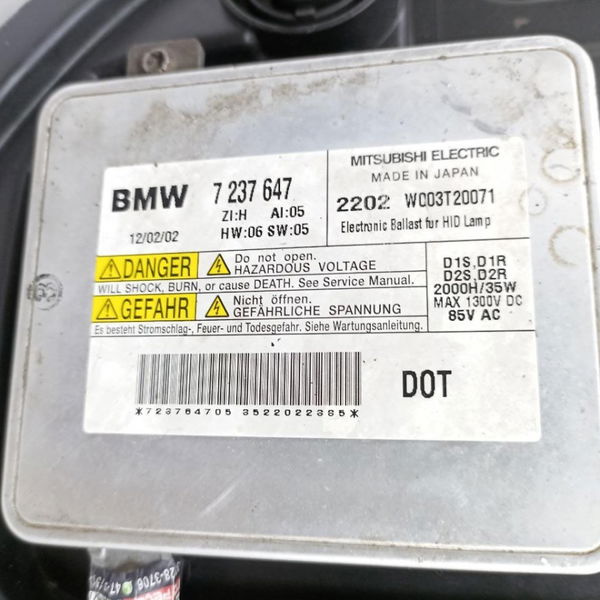 BMW 7 237 647
ZI:H AI:05
12/02/02 HW:06 SW:05
MITSUBISHI ELECTRIC
MADE IN JAPAN
2202 W003T20071
Electronic Ballast for HID Lamp
DANGER Do not open.
HAZARDOUS VOLTAGE
WILL SHOCK, BURN, or cause DEATH. See Service Manual.
GEFAHR Nicht öffnen.
GEFÄHRLICHE SPANNUNG
Es besteht Stromschlag-, Feuer- und Todesgefahr. Siehe Wartungsanleitung.
D1S,D1R
D2S,D2R
2000H/35W
MAX 1300V DC
85V AC
*723764705 3522022385*
DOT
28-3708